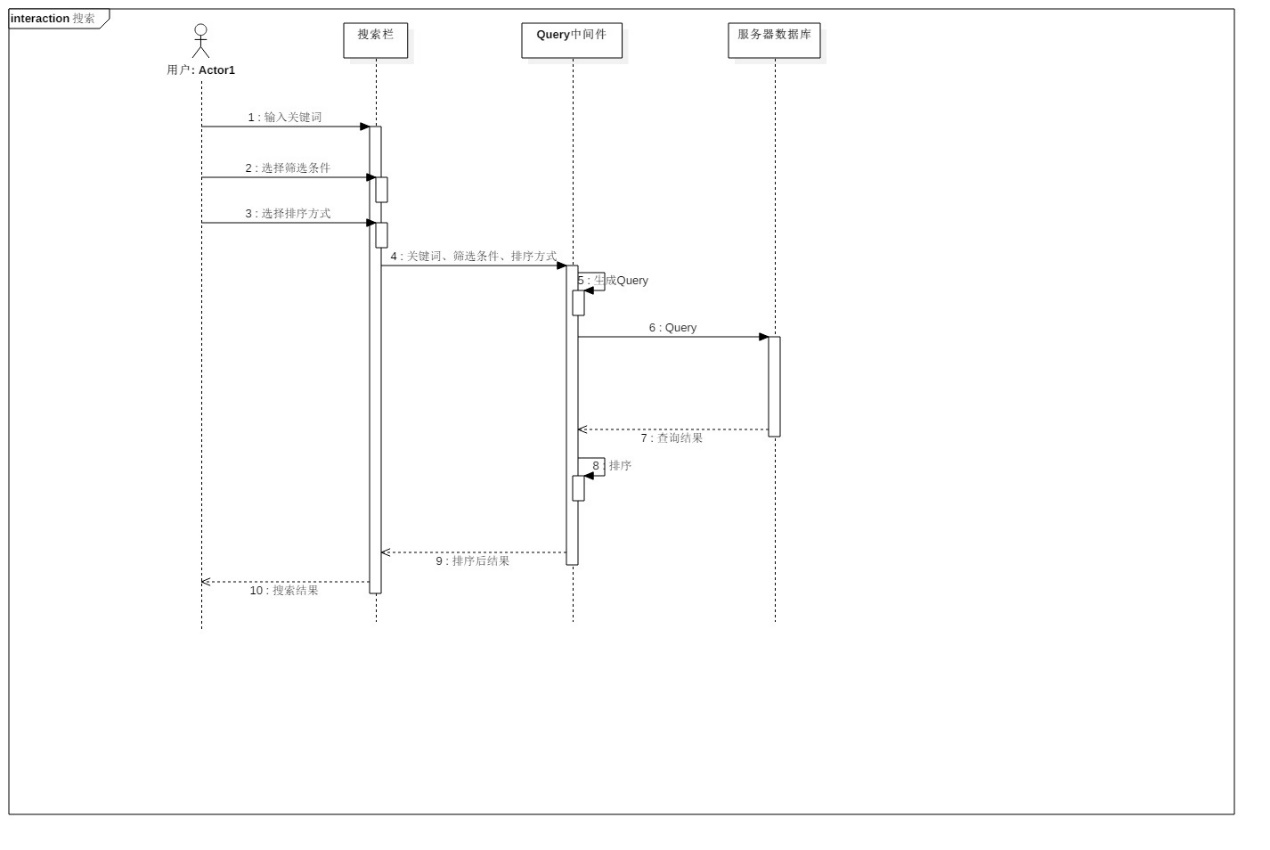 interaction 搜索
搜索栏
Query中间件
服务器数据库
用户: Actor1
1 : 输入关键词
2 : 选择筛选条件
3 : 选择排序方式
4 : 关键词、筛选条件、排序方式
5 : 生成Query
6 : Query
7 : 查询结果
8 : 排序
9 : 排序后结果
10 : 搜索结果